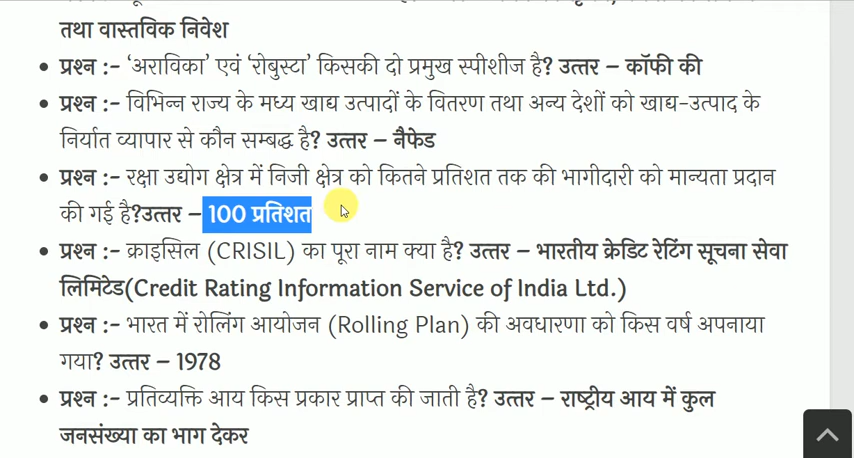 तथा वास्तविक निवेश
प्रश्न :- ‘अराविका’ एवं ‘रोबुस्टा’ किसकी दो प्रमुख स्पीशीज है? उत्तर – कॉफी की
प्रश्न :- विभिन्न राज्य के मध्य खाद्य उत्पादों के वितरण तथा अन्य देशों को खाद्य-उत्पाद के
निर्यात व्यापार से कौन सम्बद्ध है? उत्तर – नैफेड
प्रश्न :- रक्षा उद्योग क्षेत्र में निजी क्षेत्र को कितने प्रतिशत तक की भागीदारी को मान्यता प्रदान
की गई है?उत्तर – 100 प्रतिशत
प्रश्न :- क्राइसिल (CRISIL) का पूरा नाम क्या है? उत्तर – भारतीय क्रेडिट रेटिंग सूचना सेवा
लिमिटेड(Credit Rating Information Service of India Ltd.)
प्रश्न :- भारत में रोलिंग आयोजन (Rolling Plan) की अवधारणा को किस वर्ष अपनाया
गया? उत्तर – 1978
प्रश्न :- प्रतिव्यक्ति आय किस प्रकार प्राप्त की जाती है? उत्तर – राष्ट्रीय आय में कुल
जनसंख्या का भाग देकर